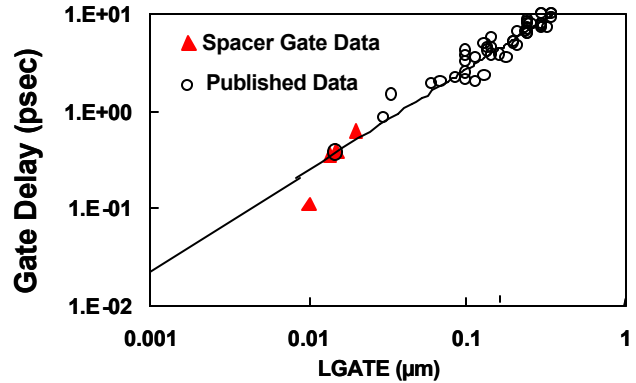 1.E+01
Spacer Gate Data
Published Data
1.E+00
1.E-01
1.E-02
Gate Delay (psec)
0.001
0.01
0.1
1
LGATE (µm)